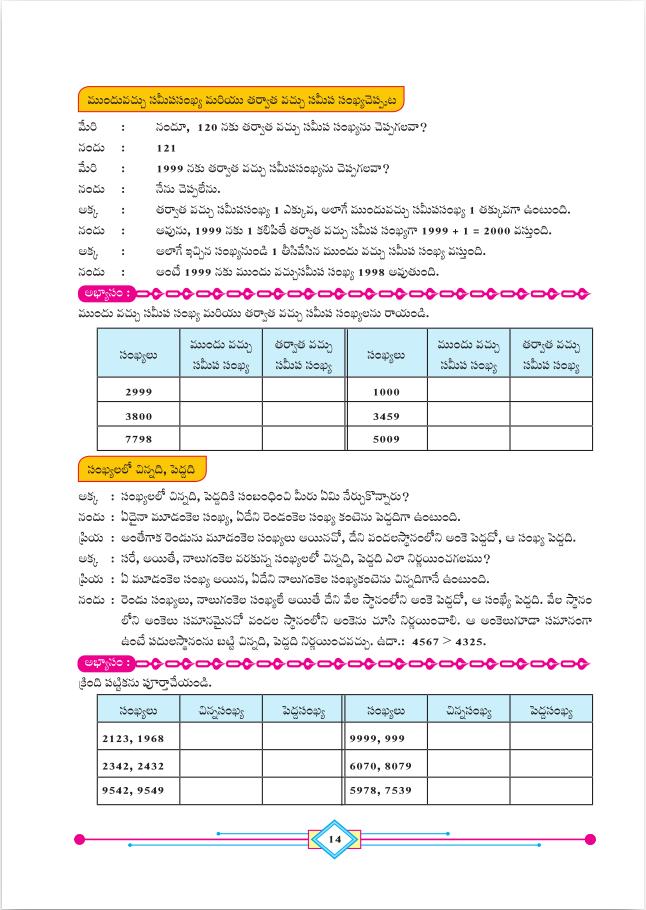 ముందువచ్చు సమీపసంఖ్య మరియు తర్వాత వచ్చు సమీప సంఖ్యచెప్పుట
మేరి : నందూ, 120 నకు తర్వాత వచ్చు సమీప సంఖ్యను చెప్పగలవా?
నందు : 121
మేరి : 1999 నకు తర్వాత వచ్చు సమీపసంఖ్యను చెప్పగలవా?
నందు : నేను చెప్పలేను.
అక్క : తర్వాత వచ్చు సమీపసంఖ్య 1 ఎక్కువ, అలాగే ముందువచ్చు సమీపసంఖ్య 1 తక్కువగా ఉంటుంది.
నందు : అవును, 1999 నకు 1 కలిపితే తర్వాత వచ్చు సమీప సంఖ్యగా 1999 + 1 = 2000 వస్తుంది.
అక్క : అలాగే ఇచ్చిన సంఖ్యనుండి 1 తీసివేసిన ముందు వచ్చు సమీప సంఖ్య వస్తుంది.
నందు : అంటే 1999 నకు ముందు వచ్చుసమీప సంఖ్య 1998 అవుతుంది.
అభ్యాసం :
ముందు వచ్చు సమీప సంఖ్య మరియు తర్వాత వచ్చు సమీప సంఖ్యలను రాయండి.
సంఖ్యలు ముందు వచ్చు సమీప సంఖ్య తర్వాత వచ్చు సమీప సంఖ్య సంఖ్యలు ముందు వచ్చు సమీప సంఖ్య తర్వాత వచ్చు సమీప సంఖ్య
2999 1000
3800 3459
7798 5009
సంఖ్యలలో చిన్నది, పెద్దది
అక్క : సంఖ్యలలో చిన్నది, పెద్దదికి సంబంధించి మీరు ఏమి నేర్చుకొన్నారు?
నందు : ఏదైనా మూడంకెల సంఖ్య, ఏదేని రెండంకెల సంఖ్య కంటెను పెద్దదిగా ఉంటుంది.
ప్రియ : అంతేగాక రెండును మూడంకెల సంఖ్యలు అయినచో, దేని వందలస్థానంలోని అంకె పెద్దదో, ఆ సంఖ్య పెద్దది.
అక్క : సరే, అయితే, నాలుగంకెల వరకున్న సంఖ్యలలో చిన్నది, పెద్దది ఎలా నిర్ణయించగలము?
ప్రియ : ఏ మూడంకెల సంఖ్య అయిన, ఏదేని నాలుగంకెల సంఖ్యకంటెను చిన్నదిగానే ఉంటుంది.
నందు : రెండు సంఖ్యలు, నాలుగంకెల సంఖ్యలే అయితే దేని వేల స్థానంలోని అంకె పెద్దదో, ఆ సంఖ్యే పెద్దది. వేల స్థానం
లోని అంకెలు సమానమైనచో వందల స్థానంలోని అంకెను చూసి నిర్ణయించాలి. ఆ అంకెలుగూడా సమానంగా
ఉంటే పదులస్థానంను బట్టి చిన్నది, పెద్దది నిర్ణయించవచ్చు. ఉదా.: 4567 > 4325.
అభ్యాసం :
క్రింది పట్టికను పూర్తాచేయండి.
సంఖ్యలు చిన్నసంఖ్య పెద్దసంఖ్య సంఖ్యలు చిన్నసంఖ్య పెద్దసంఖ్య
2123, 1968 9999, 999
2342, 2432 6070, 8079
9542, 9549 5978, 7539
14